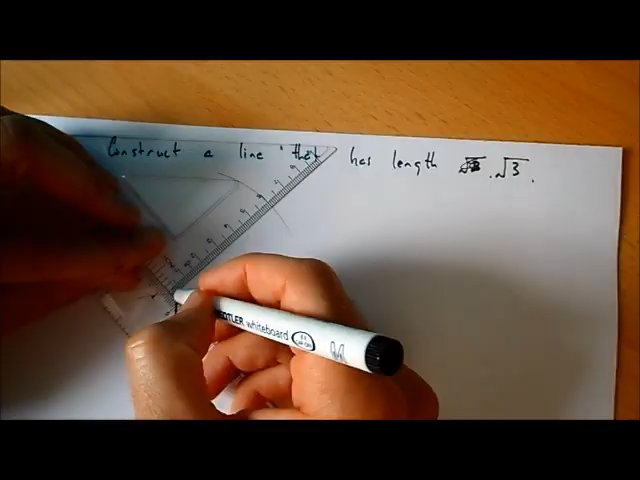 Construct a line that has length √3.
STAEDTLER whiteboard